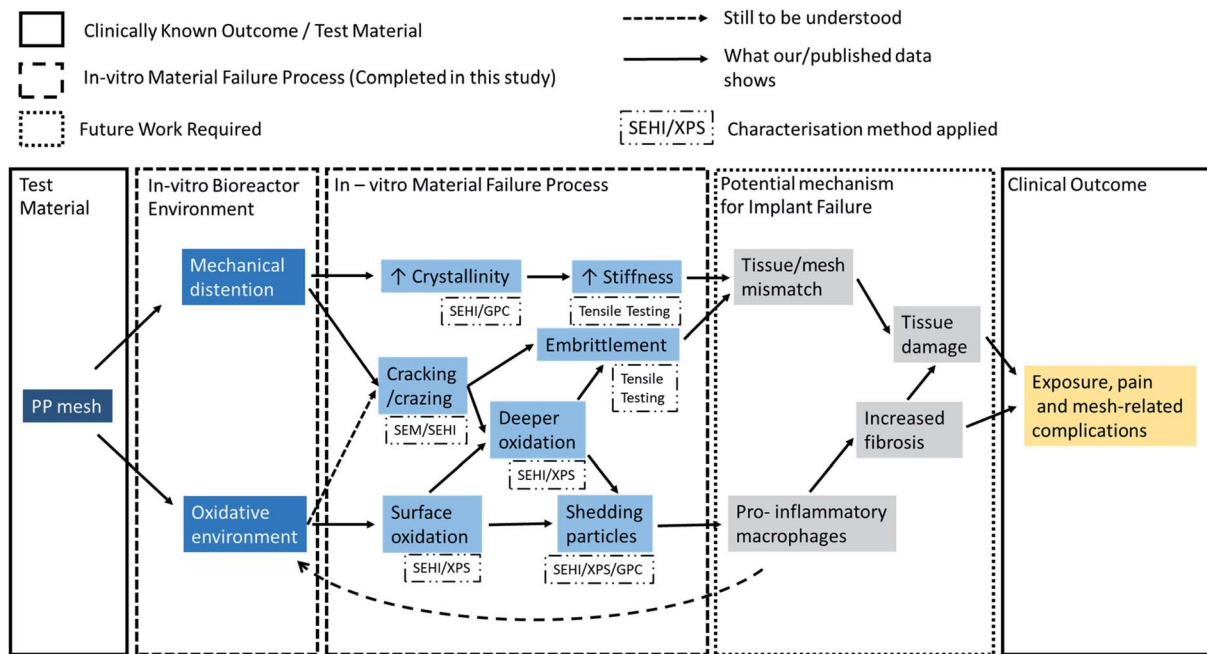 Clinically Known Outcome / Test Material
In-vitro Material Failure Process (Completed in this study)
Future Work Required
Still to be understood
What our/published data
shows
SEHI/XPS
Characterisation method applied
Test
Material
In-vitro Bioreactor
Environment
In – vitro Material Failure Process
Potential mechanism
for Implant Failure
Clinical Outcome
Mechanical
distention
↑ Crystallinity
SEHI/GPC
↑ Stiffness
Tensile Testing
Tissue/mesh
mismatch
PP mesh
Cracking
/crazing
SEM/SEHI
Embrittlement
Tensile
Testing
Deeper
oxidation
SEHI/XPS
Tissue
damage
Increased
fibrosis
Exposure, pain
and mesh-related
complications
Oxidative
environment
Surface
oxidation
SEHI/XPS
Shedding
particles
SEHI/XPS/GPC
Pro- inflammatory
macrophages